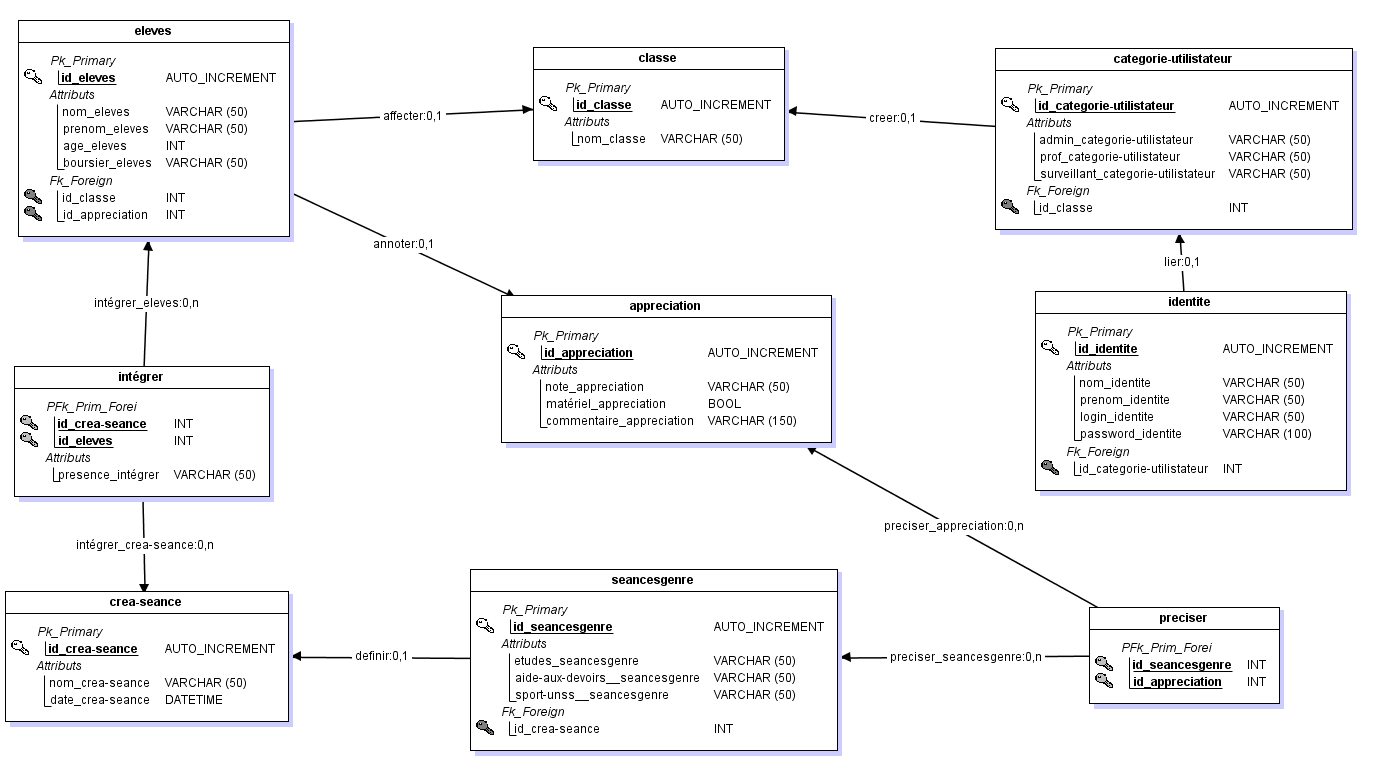 eleves
Pk_Primary
id_eleves AUTO_INCREMENT
Attributs
nom_eleves VARCHAR (50)
prenom_eleves VARCHAR (50)
age_eleves INT
boursier_eleves VARCHAR (50)
Fk_Foreign
id_classe INT
id_appreciation INT
affecter:0,1
classe
Pk_Primary
id_classe AUTO_INCREMENT
Attributs
nom_classe VARCHAR (50)
creer:0,1
categorie-utilistateur
Pk_Primary
id_categorie-utilistateur AUTO_INCREMENT
Attributs
admin_categorie-utilistateur VARCHAR (50)
prof_categorie-utilistateur VARCHAR (50)
surveillant_categorie-utilistateur VARCHAR (50)
Fk_Foreign
id_classe INT
annoter:0,1
lier:0,1
intégrer_eleves:0,n
appreciation
Pk_Primary
id_appreciation AUTO_INCREMENT
Attributs
note_appreciation VARCHAR (50)
matériel_appreciation BOOL
commentaire_appreciation VARCHAR (150)
identite
Pk_Primary
id_identite AUTO_INCREMENT
Attributs
nom_identite VARCHAR (50)
prenom_identite VARCHAR (50)
login_identite VARCHAR (50)
password_identite VARCHAR (100)
Fk_Foreign
id_categorie-utilistateur INT
intégrer
PFk_Prim_Forei
id_crea-seance INT
id_eleves INT
Attributs
presence_intégrer VARCHAR (50)
intégrer_crea-seance:0,n
preciser_appreciation:0,n
crea-seance
Pk_Primary
id_crea-seance AUTO_INCREMENT
Attributs
nom_crea-seance VARCHAR (50)
date_crea-seance DATETIME
definir:0,1
seancesgenre
Pk_Primary
id_seancesgenre AUTO_INCREMENT
Attributs
etudes_seancesgenre VARCHAR (50)
aide-aux-devoirs__seancesgenre VARCHAR (50)
sport-unss__seancesgenre VARCHAR (50)
Fk_Foreign
id_crea-seance INT
preciser_seancesgenre:0,n
preciser
PFk_Prim_Forei
id_seancesgenre INT
id_appreciation INT